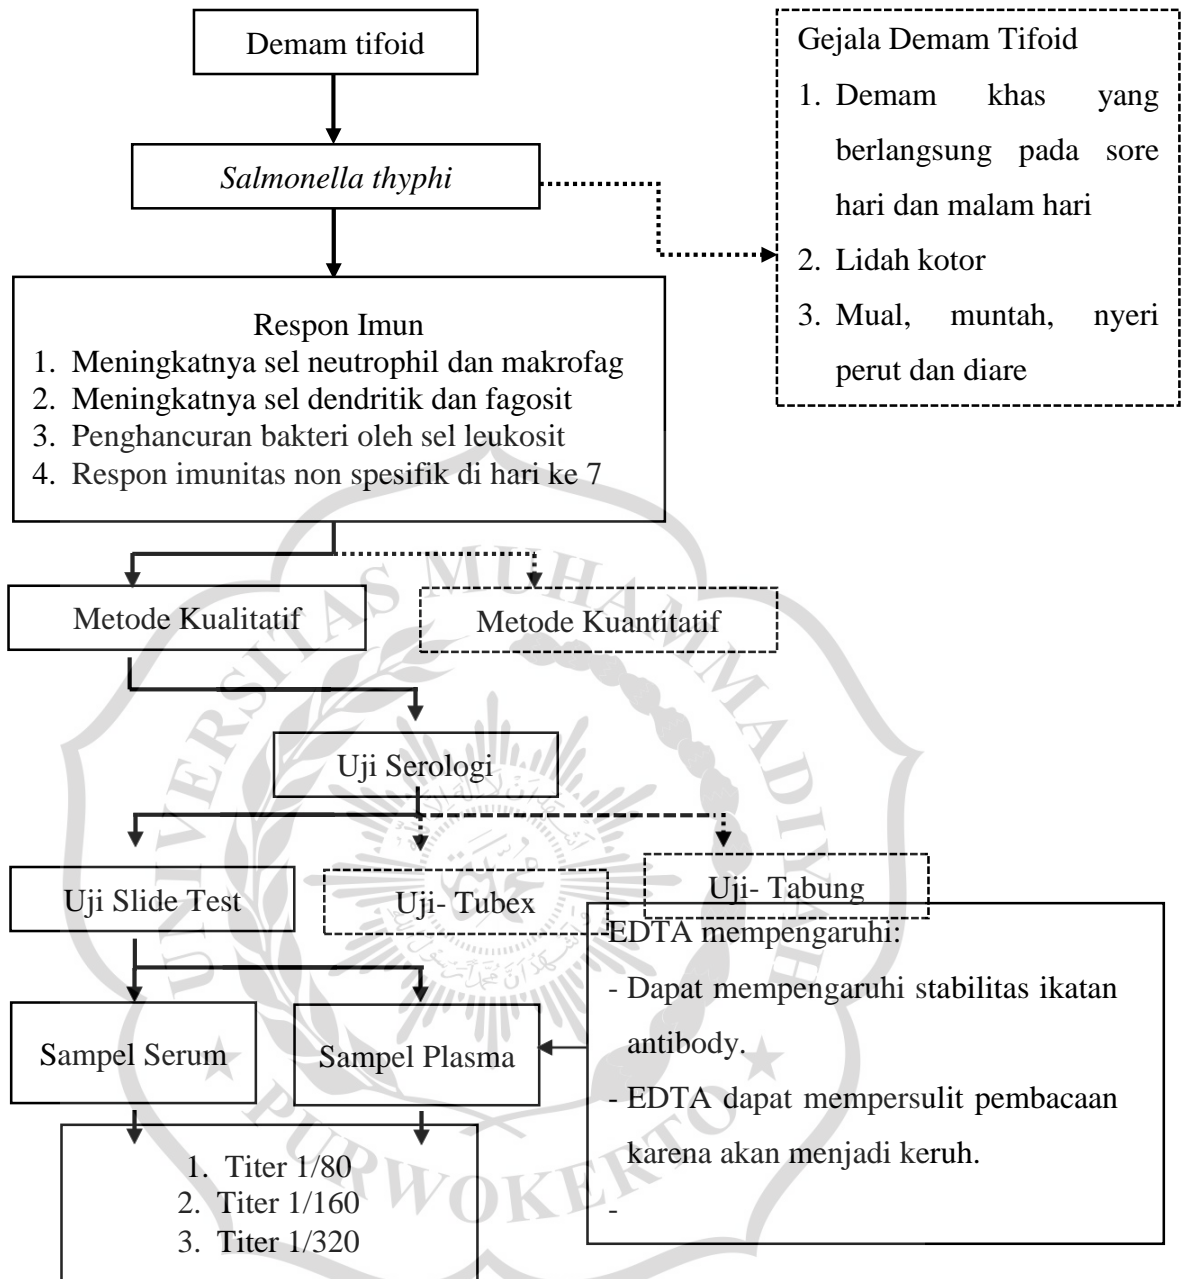 Demam tifoid
Gejala Demam Tifoid
1. Demam khas yang
berlangsung pada sore
hari dan malam hari
2. Lidah kotor
3. Mual, muntah, nyeri
perut dan diare
Salmonella thyphi
Respon Imun
1. Meningkatnya sel neutrophil dan makrofag
2. Meningkatnya sel dendritik dan fagosit
3. Penghancuran bakteri oleh sel leukosit
4. Respon imunitas non spesifik di hari ke 7
Metode Kualitatif
Metode Kuantitatif
Uji Serologi
Uji Slide Test
Uji- Tubex
Uji- Tabung
EDTA mempengaruhi:
- Dapat mempengaruhi stabilitas ikatan
antibody.
- EDTA dapat mempersulit pembacaan
karena akan menjadi keruh.
-
Sampel Serum
Sampel Plasma
1. Titer 1/80
2. Titer 1/160
3. Titer 1/320
UNIVERSITAS MUHAMMADIYAH
PURWOKERTO